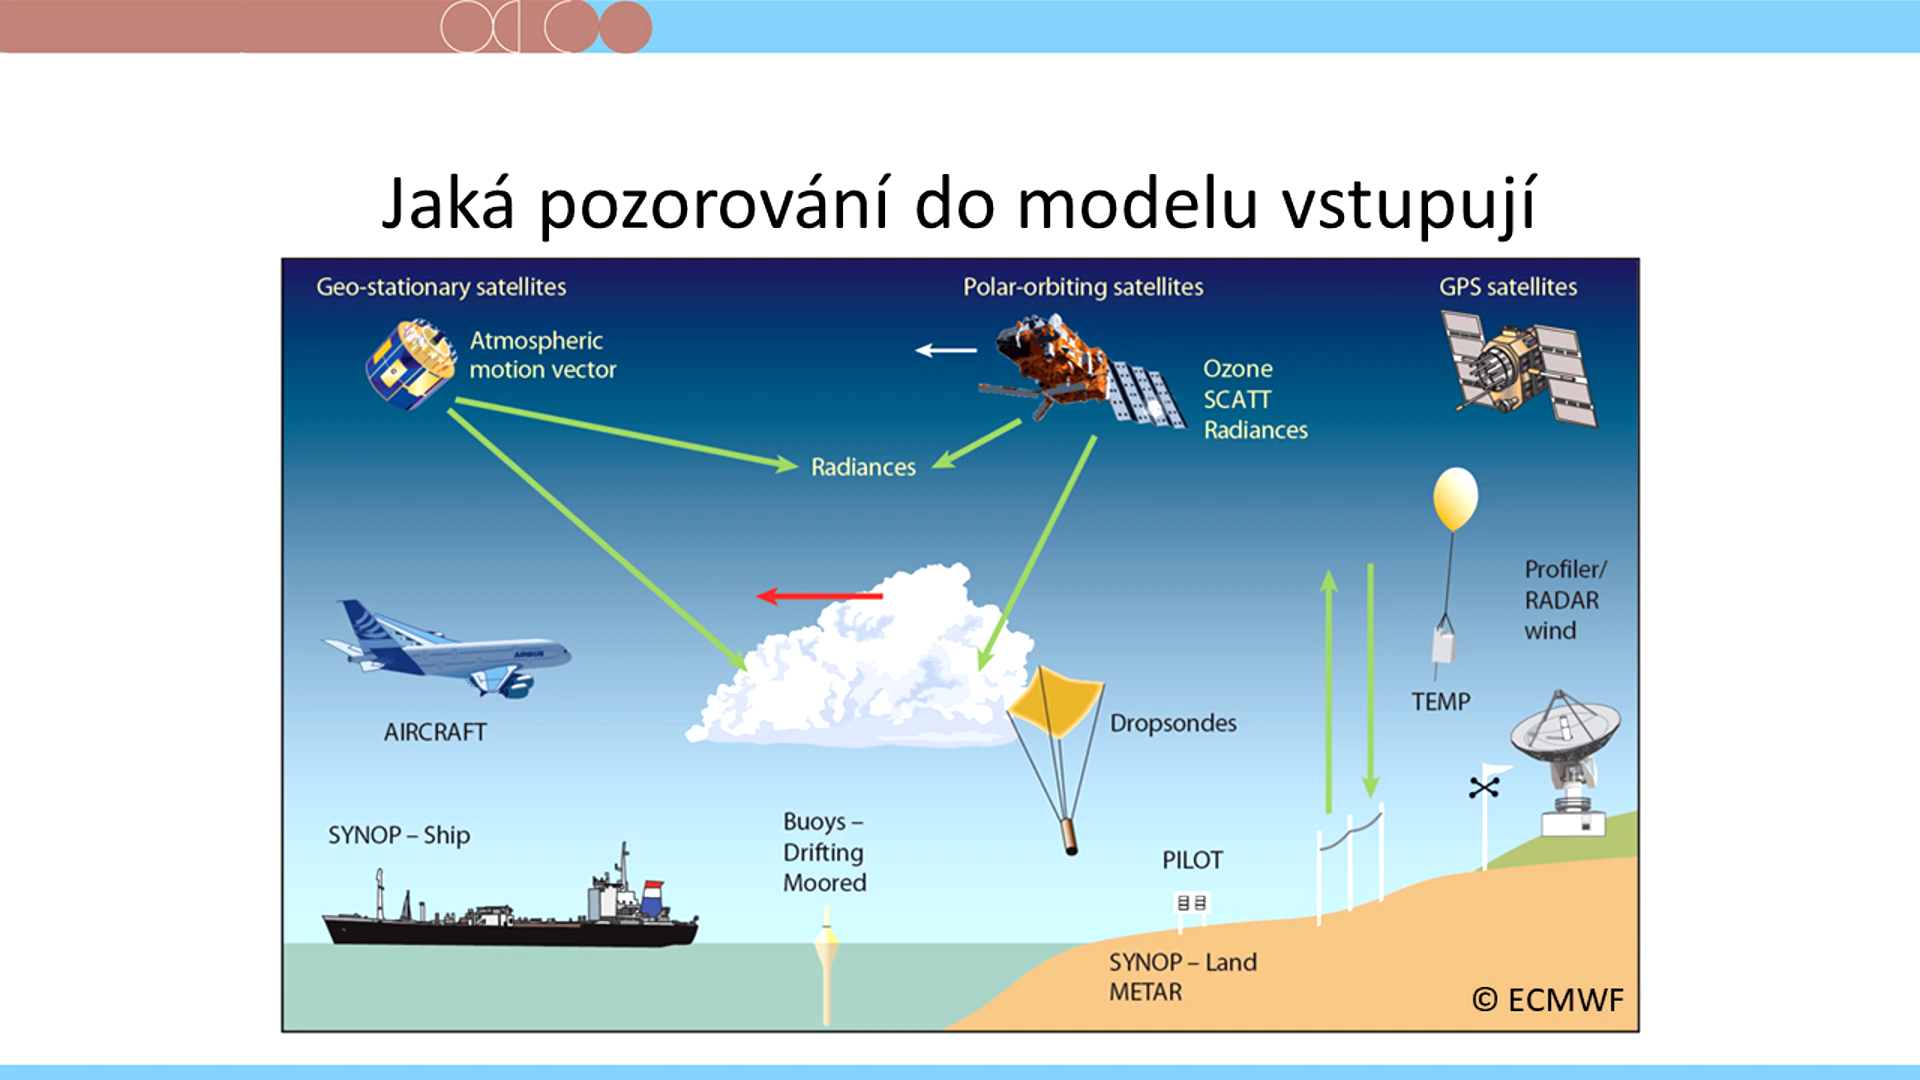 Jaká pozorování do modelu vstupují
Geo-stationary satellites
Polar-orbiting satellites
GPS satellites
Atmospheric
motion vector
Ozone
SCATT
Radiances
Radiances
Profiler/
RADAR
wind
AIRBUS
TEMP
AIRCRAFT
Dropsondes
SYNOP – Ship
Buoys –
Drifting
Moored
PILOT
SYNOP – Land
METAR
© ECMWF